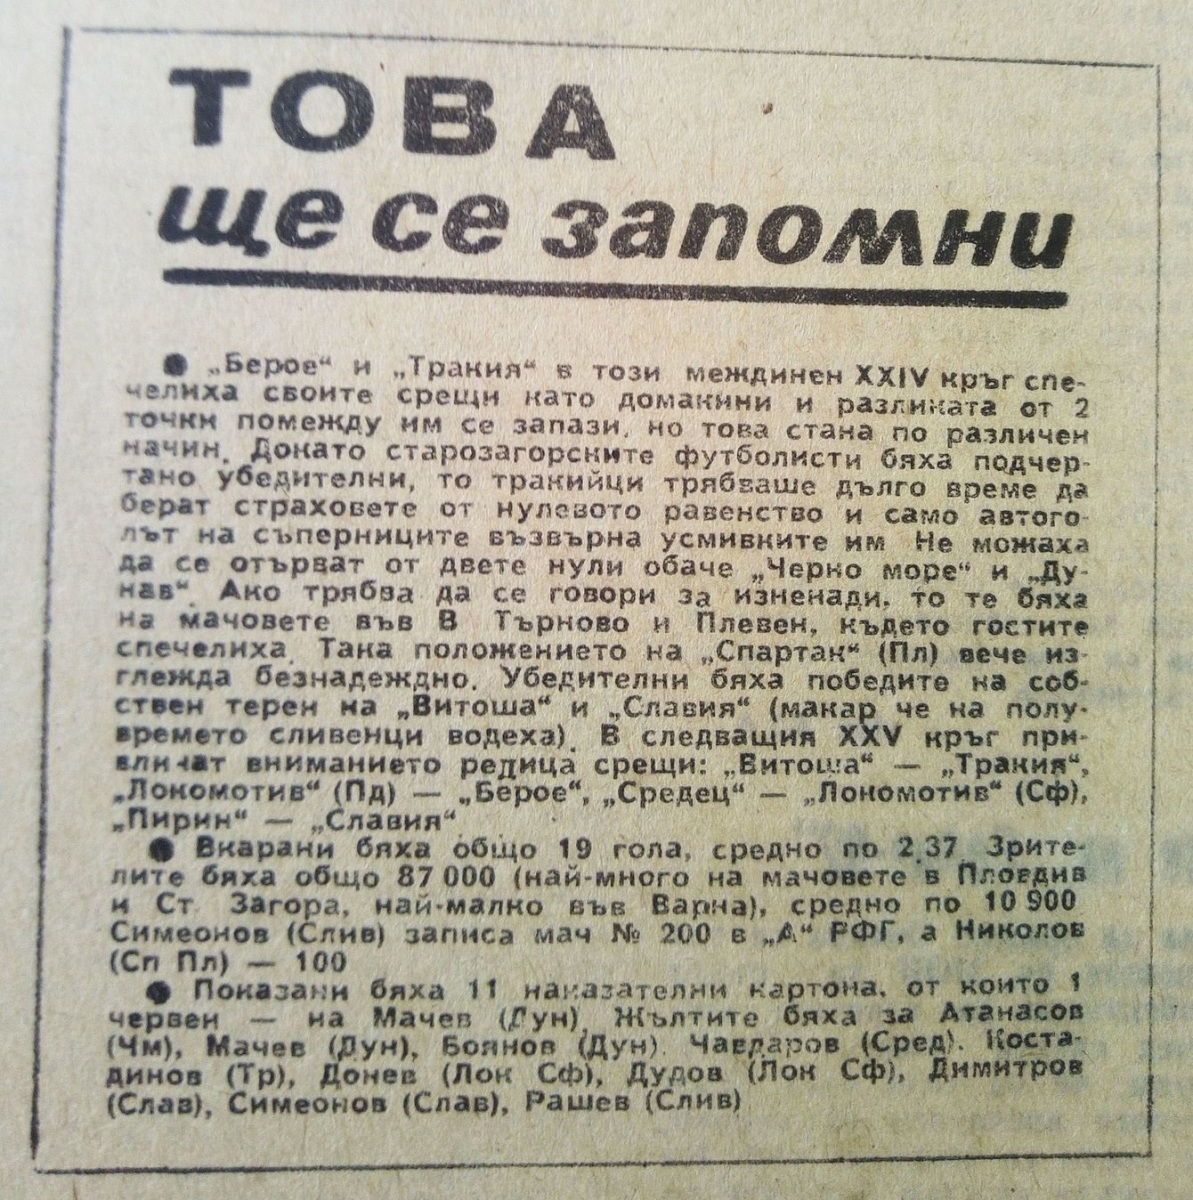 ТОВА
ще се запомни
● „Берое“ и „Тракия“ в този междинен XXIV кръг спе-
челиха своите срещи като домакини и разликата от 2
точки помежду им се запази, но това стана по различен
начин. Докато старозагорските футболисти бяха подчер-
тано убедителни, то тракийци трябваше дълго време да
берат страховете от нулевото равенство и само автого-
лът на съперниците възвърна усмивките им Не можаха
да се отърват от двете нули обаче „Черно море“ и „Ду-
нав“. Ако трябва да се говори за изненади, то те бяха
на мачовете във В Търново и Плевен, където гостите
спечелиха. Така положението на „Спартак“ (Пл) вече из-
глежда безнадеждно. Убедителни бяха победите на соб-
ствен терен на „Витоша“ и „Славия“ (макар че на полу-
времето сливенци водеха). В следващия XXV кръг при-
вличат вниманието редица срещи: „Витоша“ — „Тракия“,
„Локомотив“ (Пд) — „Берое“, „Средец“ — „Локомотив“ (Сф),
„Пирин“ — „Славия“.
● Вкарани бяха общо 19 гола, средно по 2,37. Зрите-
лите бяха общо 87 000 (най-много на мачовете в Пловдив
и Ст Загора, най-малко във Варна), средно по 10 900
Симеонов (Слив) записа мач № 200 в „А“ РФГ, а Николов
(Сп Пл) — 100
● Показани бяха 11 наказателни картона, от които 1
червен — на Мачев (Дун). Жълтите бяха за Атанасов
(Чм), Мачев (Дун), Боянов (Дун). Чавдаров (Сред). Коста-
динов (Тр), Донев (Лок Сф), Дудов (Лок Сф), Димитров
(Слав), Симеонов (Слав), Рашев (Слив)